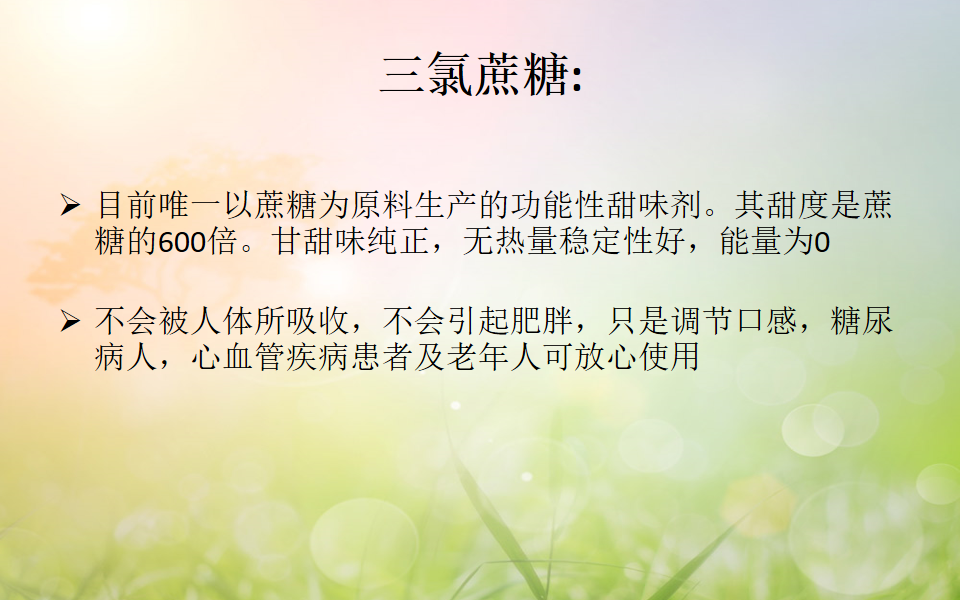 三氯蔗糖:
➢ 目前唯一以蔗糖为原料生产的功能性甜味剂。其甜度是蔗
糖的600倍。甘甜味纯正，无热量稳定性好，能量为0
➢ 不会被人体所吸收，不会引起肥胖，只是调节口感，糖尿
病人，心血管疾病患者及老年人可放心使用